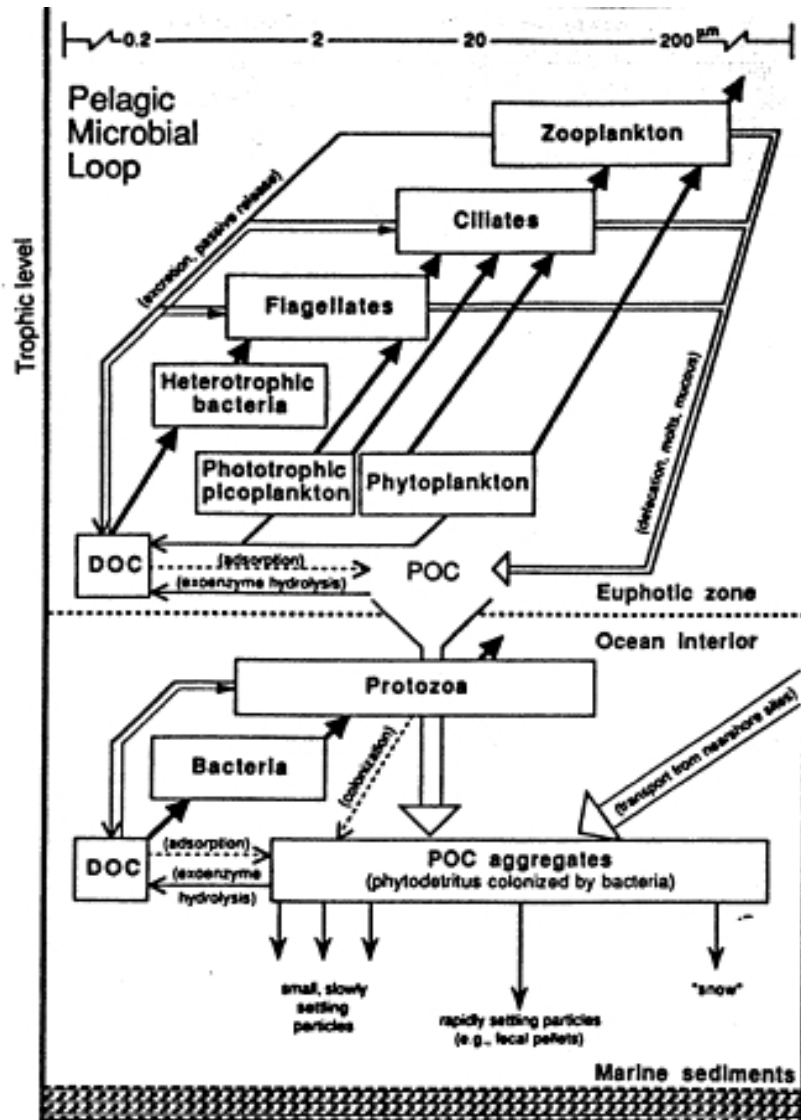 0.2 2 20 200 μm
Pelagic
Microbial
Loop
Trophic level
Zooplankton
Ciliates
(excretion, passive release)
Flagellates
Heterotrophic
bacteria
Phototrophic
picoplankton
Phytoplankton
(defecation, molts, mucous)
DOC
(adsorption)
(exoenzyme hydrolysis)
POC
Euphotic zone
Ocean interior
Protozoa
(transport from nearshore sites)
Bacteria
(colonization)
DOC
(adsorption)
(exoenzyme
hydrolysis)
POC aggregates
(phytodetritus colonized by bacteria)
small, slowly
settling
particles
rapidly settling particles
(e.g., fecal pellets)
"snow"
Marine sediments